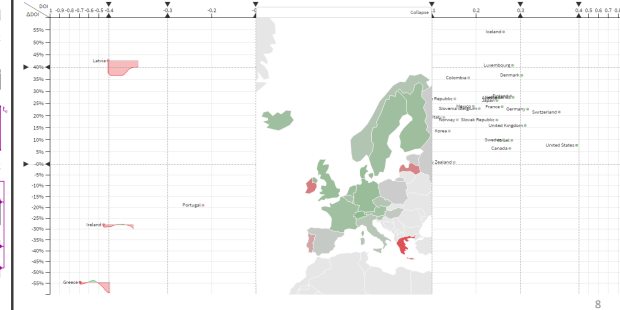 DOI
ΔDOI
-1 -0.9 -0.8 -0.7 -0.6 -0.5 -0.4 -0.3 -0.2 -0
Collapse
0.2 0.3 0.4 0.5 0.6 0.7 0.8
55%
50%
45%
40%
35%
30%
25%
20%
15%
10%
5%
-0%
-5%
-10%
-15%
-20%
-25%
-30%
-35%
-40%
-45%
-50%
-55%
Iceland
Latvia
Luxembourg
Denmark
Colombia
Republic
Japan
France
Germany
Switzerland
Norway
Slovak Republic
United Kingdom
Korea
United States
Canada
Zealand
Portugal
Ireland
Greece
8